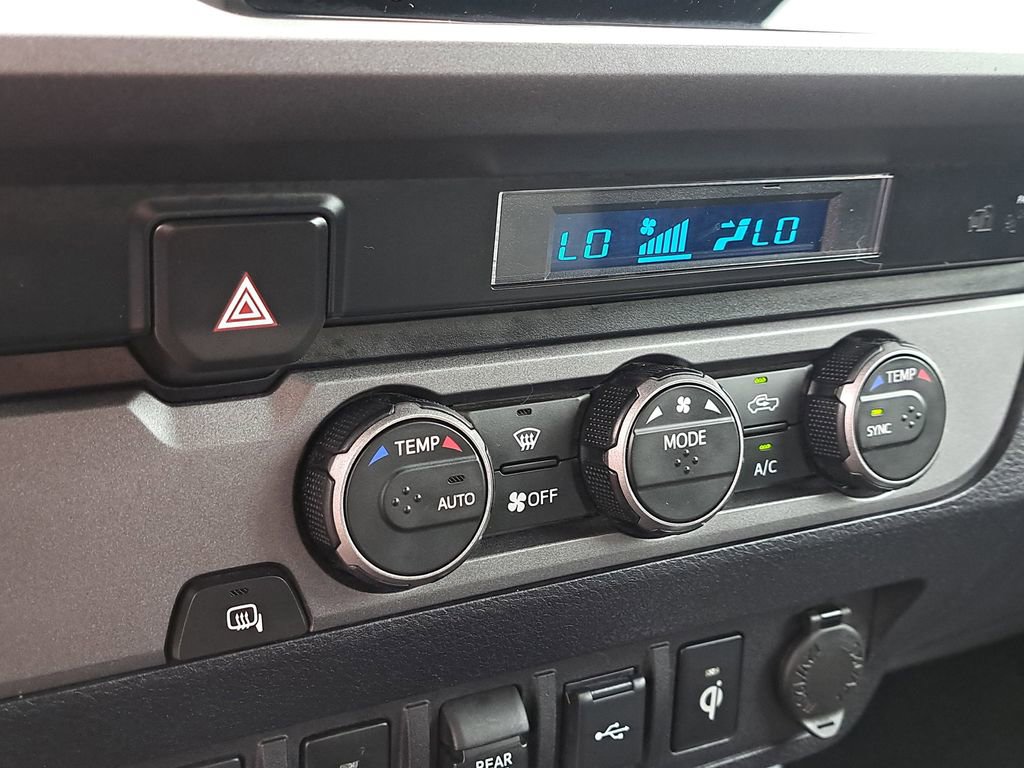 LO LO
TEMP
AUTO
OFF
MODE
A/C
TEMP
SYNC
REAR